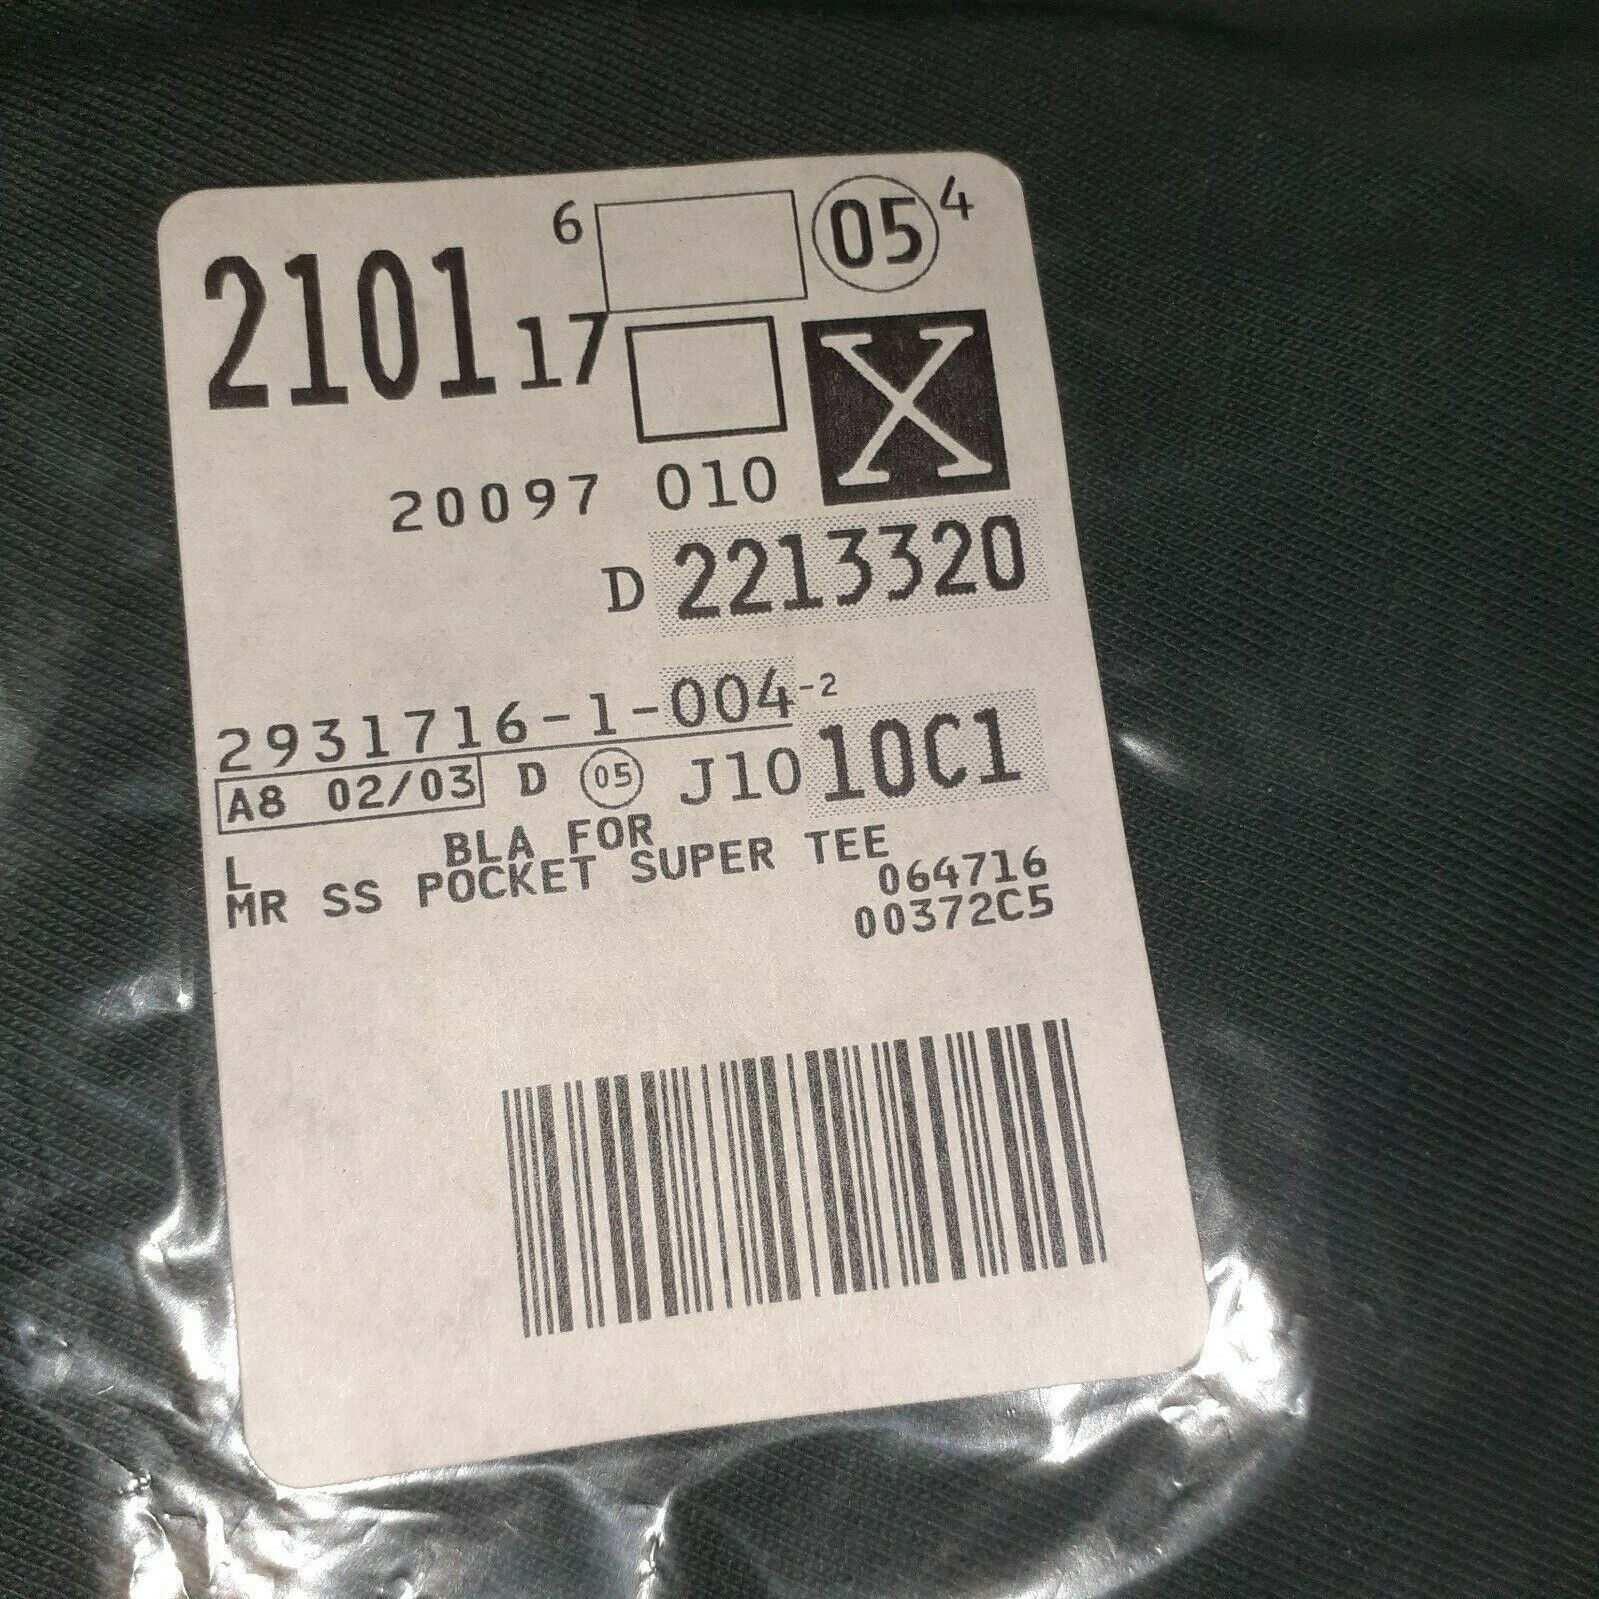 6 05 4
2101 17 X
20097 010
D 2213320
2931716-1-004-2
A8 02/03 D 05 J10 10C1
L BLA FOR
MR SS POCKET SUPER TEE
064716
00372C5